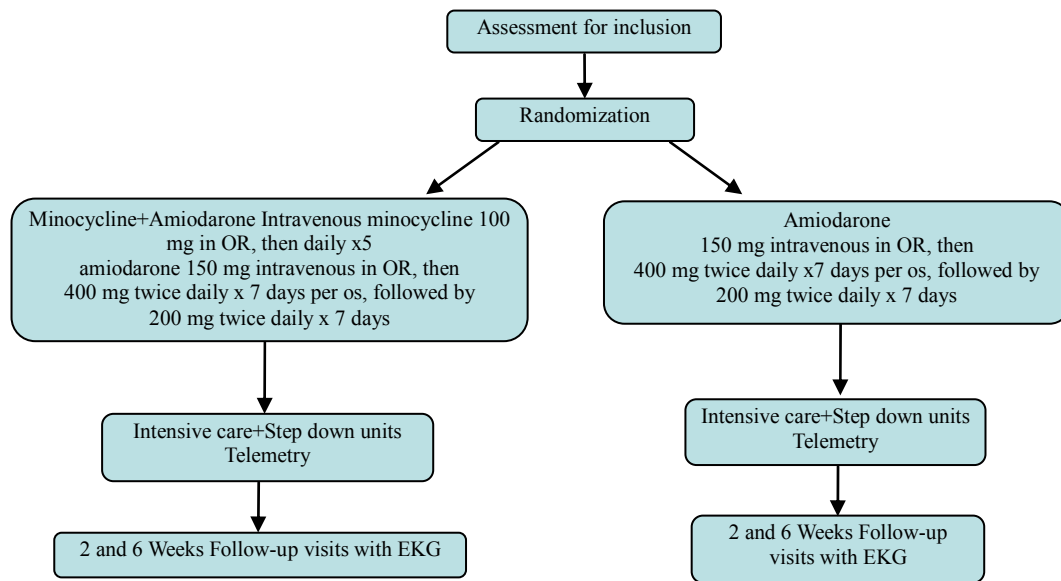 Assessment for inclusion
Randomization
Minocycline+Amiodarone Intravenous minocycline 100
mg in OR, then daily x5
amiodarone 150 mg intravenous in OR, then
400 mg twice daily x 7 days per os, followed by
200 mg twice daily x 7 days
Amiodarone
150 mg intravenous in OR, then
400 mg twice daily x7 days per os, followed by
200 mg twice daily x 7 days
Intensive care+Step down units
Telemetry
Intensive care+Step down units
Telemetry
2 and 6 Weeks Follow-up visits with EKG
2 and 6 Weeks Follow-up
visits with EKG